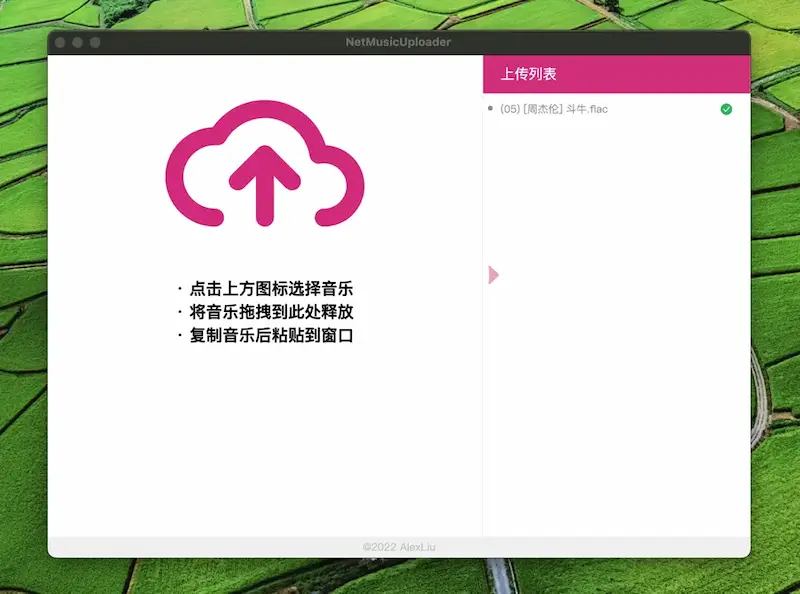 NetMusicUploader
上传列表
(05) [周杰伦] 斗牛.flac
· 点击上方图标选择音乐
· 将音乐拖拽到此处释放
· 复制音乐后粘贴到窗口
©2022 AlexLiu